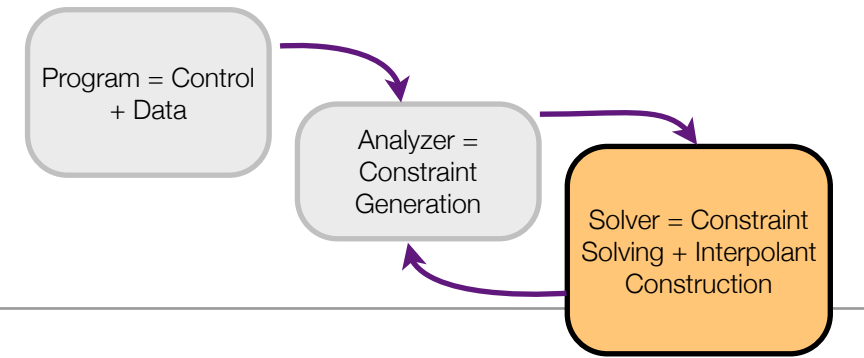 Program = Control
+ Data
Analyzer =
Constraint
Generation
Solver = Constraint
Solving + Interpolant
Construction